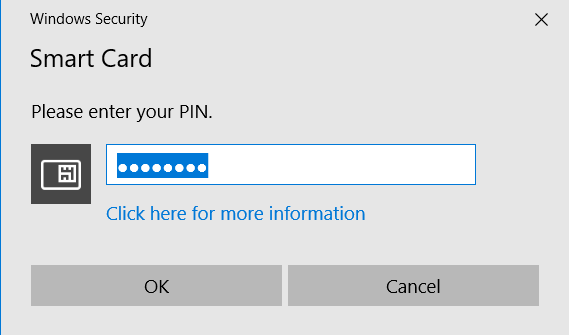 Windows Security
Smart Card
Please enter your PIN.
●●●●●●●●
Click here for more information
OK
Cancel